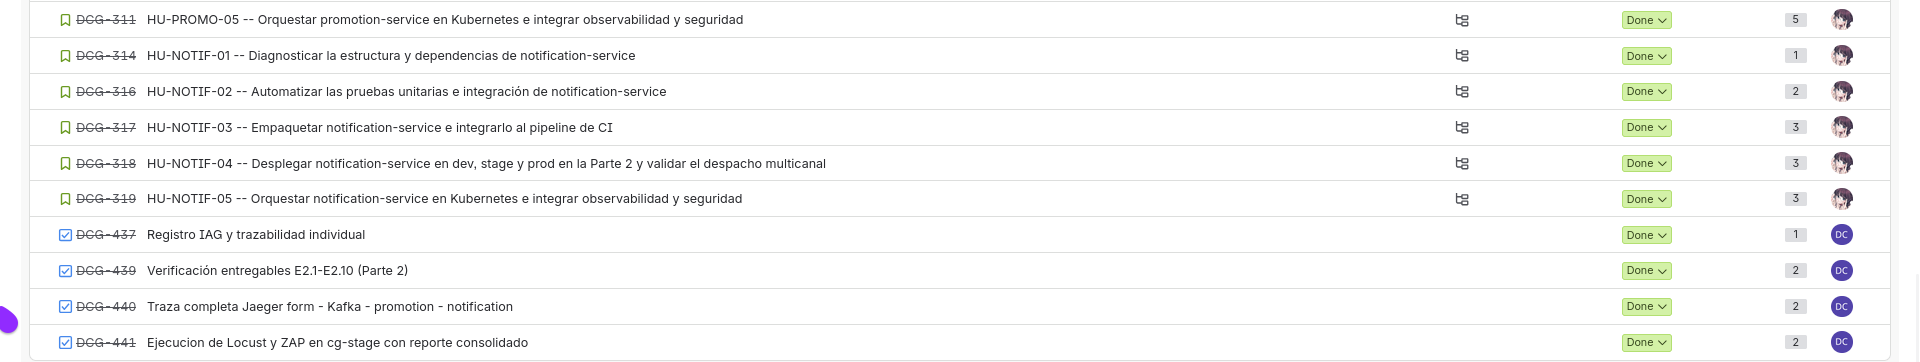 DCG-311 HU-PROMO-05 -- Orquestar promotion-service en Kubernetes e integrar observabilidad y seguridad Done 5
DCG-314 HU-NOTIF-01 -- Diagnosticar la estructura y dependencias de notification-service Done 1
DCG-316 HU-NOTIF-02 -- Automatizar las pruebas unitarias e integración de notification-service Done 2
DCG-317 HU-NOTIF-03 -- Empaquetar notification-service e integrarlo al pipeline de CI Done 3
DCG-318 HU-NOTIF-04 -- Desplegar notification-service en dev, stage y prod en la Parte 2 y validar el despacho multicanal Done 3
DCG-319 HU-NOTIF-05 -- Orquestar notification-service en Kubernetes e integrar observabilidad y seguridad Done 3
DCG-437 Registro IAG y trazabilidad individual Done 1 DC
DCG-439 Verificación entregables E2.1-E2.10 (Parte 2) Done 2 DC
DCG-440 Traza completa Jaeger form - Kafka - promotion - notification Done 2 DC
DCG-441 Ejecucion de Locust y ZAP en cg-stage con reporte consolidado Done 2 DC